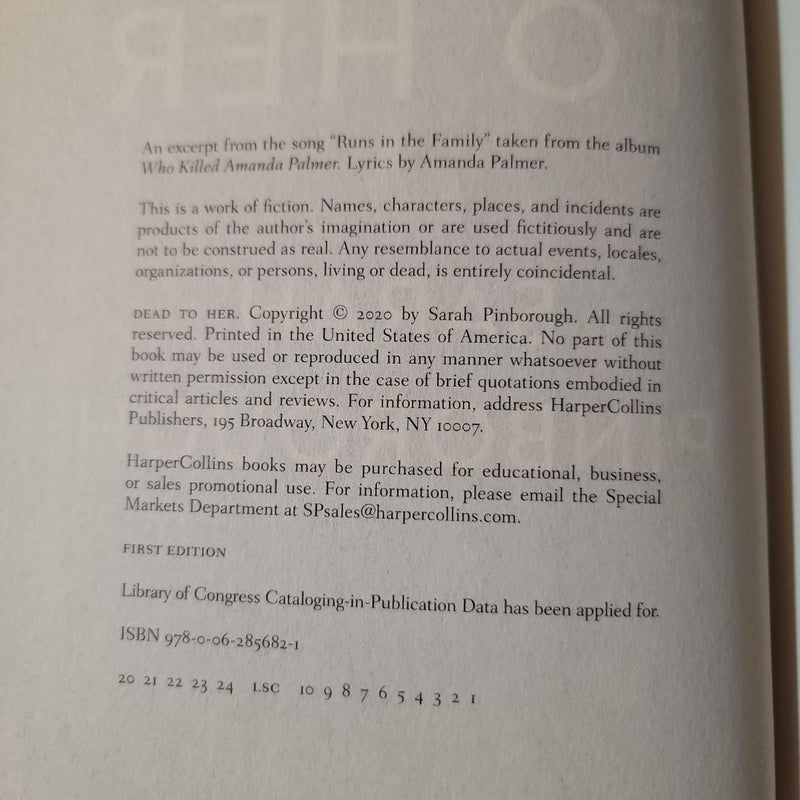 An excerpt from the song “Runs in the Family” taken from the album
Who Killed Amanda Palmer. Lyrics by Amanda Palmer.
This is a work of fiction. Names, characters, places, and incidents are
products of the author’s imagination or are used fictitiously and are
not to be construed as real. Any resemblance to actual events, locales,
organizations, or persons, living or dead, is entirely coincidental.
DEAD TO HER. Copyright © 2020 by Sarah Pinborough. All rights
reserved. Printed in the United States of America. No part of this
book may be used or reproduced in any manner whatsoever without
written permission except in the case of brief quotations embodied in
critical articles and reviews. For information, address HarperCollins
Publishers, 195 Broadway, New York, NY 10007.
HarperCollins books may be purchased for educational, business,
or sales promotional use. For information, please email the Special
Markets Department at SPsales@harpercollins.com.
FIRST EDITION
Library of Congress Cataloging-in-Publication Data has been applied for.
ISBN 978-0-06-285682-1
20 21 22 23 24 LSC 10 9 8 7 6 5 4 3 2 1